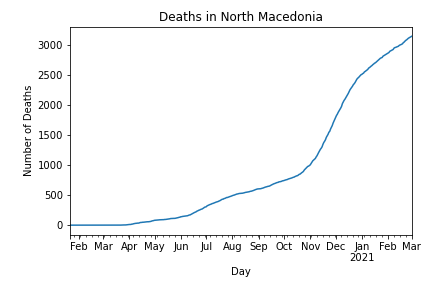 Deaths in North Macedonia
Number of Deaths
3000
2500
2000
1500
1000
500
0
Feb Mar Apr May Jun Jul Aug Sep Oct Nov Dec Jan Feb Mar
2021
Day